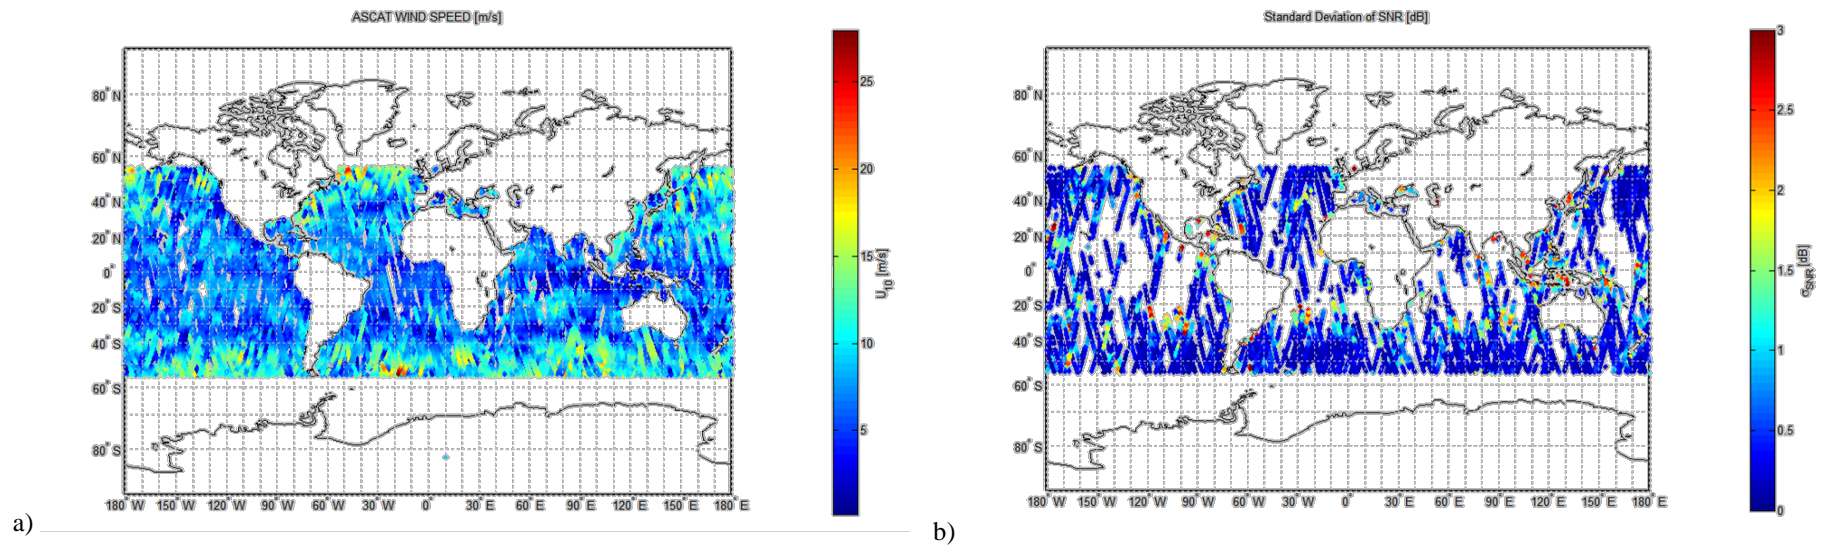 ASCAT WIND SPEED [m/s]
80° N
60° N
40° N
20° N
0°
20° S
40° S
60° S
80° S
180° W 150° W 120° W 90° W 60° W 30° W 0° 30° E 60° E 90° E 120° E 150° E 180° E
25
20
15
10
5
U10 [m/s]
a)
Standard Deviation of SNR [dB]
80° N
60° N
40° N
20° N
0°
20° S
40° S
60° S
80° S
180° W 150° W 120° W 90° W 60° W 30° W 0° 30° E 60° E 90° E 120° E 150° E 180° E
3
2.5
2
1.5
1
0.5
0
σSNR [dB]
b)